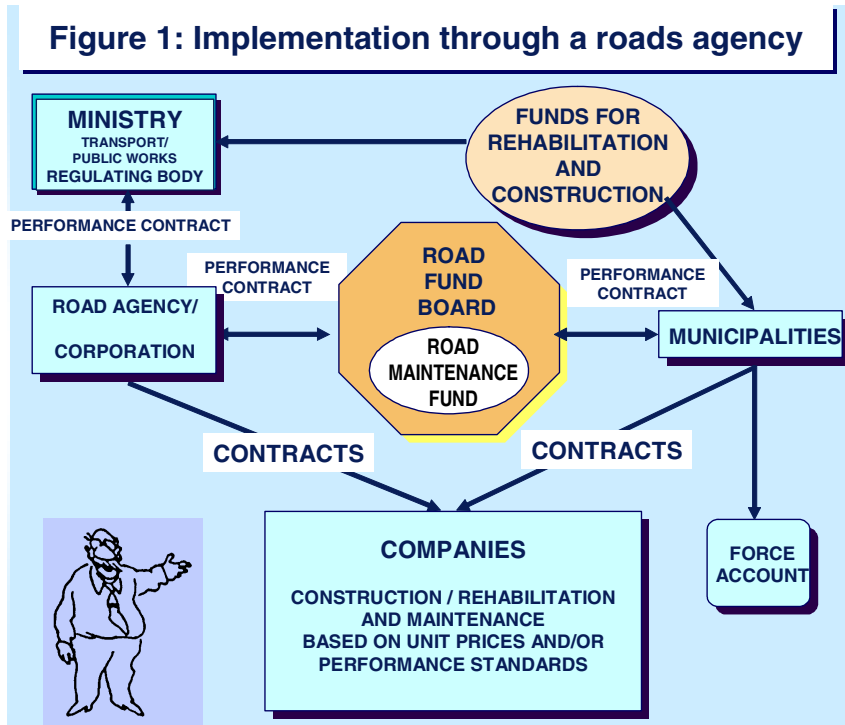 Figure 1: Implementation through a roads agency
MINISTRY
TRANSPORT/
PUBLIC WORKS
REGULATING BODY
FUNDS FOR
REHABILITATION
AND
CONSTRUCTION
PERFORMANCE CONTRACT
ROAD AGENCY/
CORPORATION
PERFORMANCE
CONTRACT
ROAD
FUND
BOARD
ROAD
MAINTENANCE
FUND
PERFORMANCE
CONTRACT
MUNICIPALITIES
CONTRACTS
CONTRACTS
COMPANIES
CONSTRUCTION / REHABILITATION
AND MAINTENANCE
BASED ON UNIT PRICES AND/OR
PERFORMANCE STANDARDS
FORCE
ACCOUNT